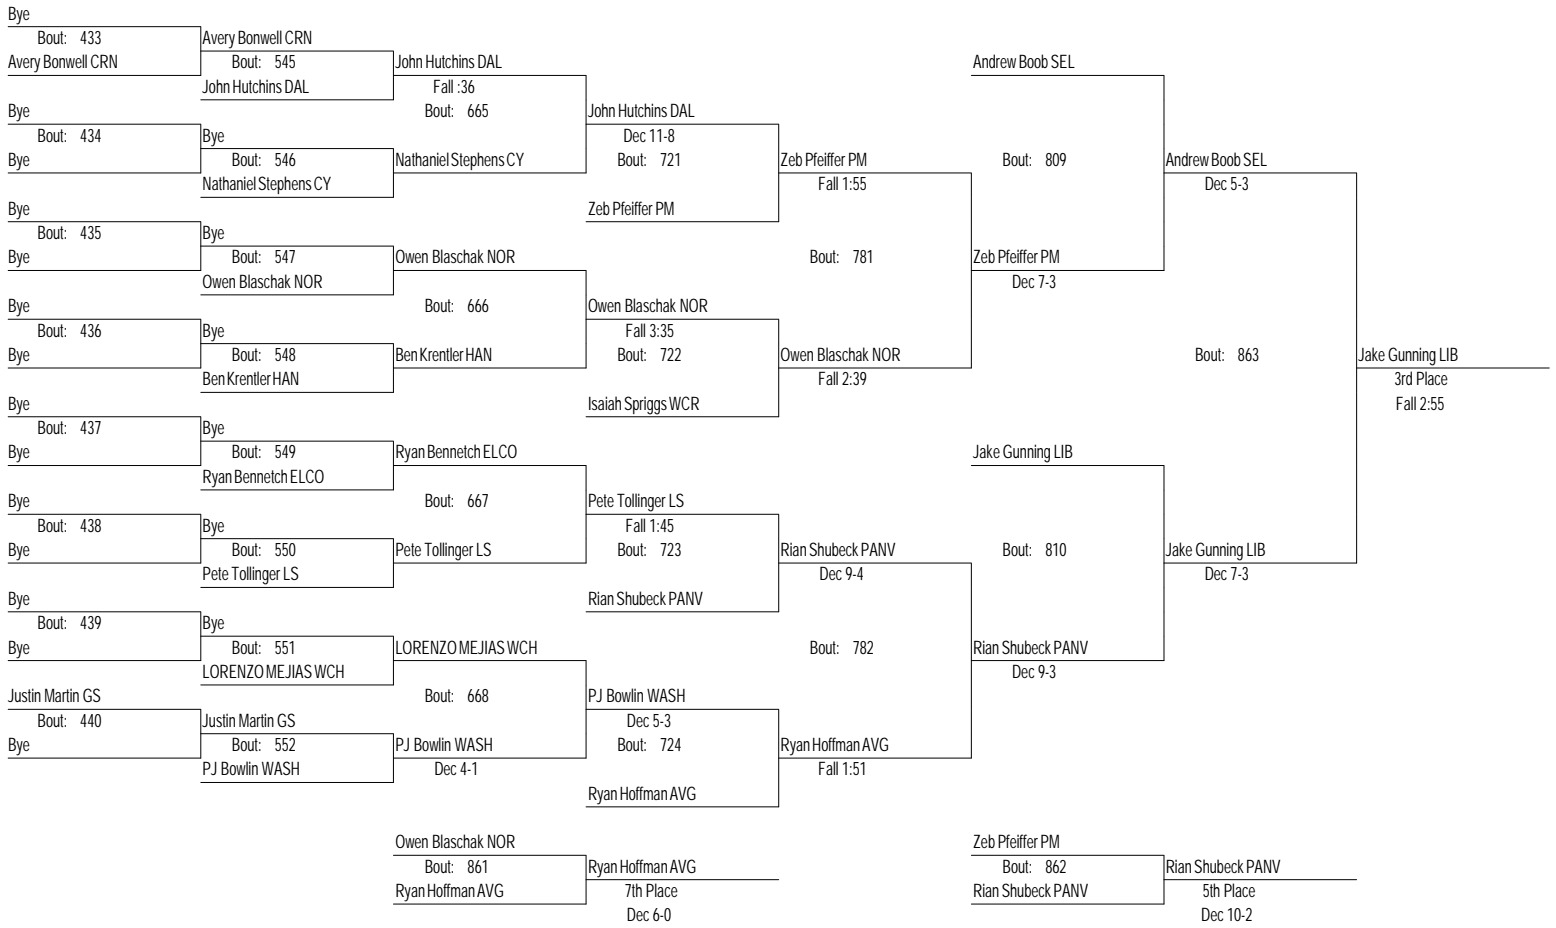 Bye
Bout: 433
Avery Bonwell CRN
Bye
Bout: 434
Bye
Bye
Bout: 435
Bye
Bye
Bout: 436
Bye
Bye
Bout: 437
Bye
Bye
Bout: 438
Bye
Bye
Bout: 439
Bye
Justin Martin GS
Bout: 440
Bye
Avery Bonwell CRN
Bout: 545
John Hutchins DAL
Bye
Bout: 546
Nathaniel Stephens CY
Bye
Bout: 547
Owen Blaschak NOR
Bye
Bout: 548
Ben Krentler HAN
Bye
Bout: 549
Ryan Bennetch ELCO
Bye
Bout: 550
Pete Tollinger LS
Bye
Bout: 551
LORENZO MEJIAS WCH
Justin Martin GS
Bout: 552
PJ Bowlin WASH
John Hutchins DAL
Fall :36
Bout: 665
Nathaniel Stephens CY
Owen Blaschak NOR
Bout: 666
Ben Krentler HAN
Ryan Bennetch ELCO
Bout: 667
Pete Tollinger LS
LORENZO MEJIAS WCH
Bout: 668
PJ Bowlin WASH
Dec 4-1
John Hutchins DAL
Dec 11-8
Bout: 721
Zeb Pfeiffer PM
Owen Blaschak NOR
Fall 3:35
Bout: 722
Isaiah Spriggs WCR
Pete Tollinger LS
Fall 1:45
Bout: 723
Rian Shubeck PANV
PJ Bowlin WASH
Dec 5-3
Bout: 724
Ryan Hoffman AVG
Zeb Pfeiffer PM
Fall 1:55
Bout: 781
Owen Blaschak NOR
Fall 2:39
Rian Shubeck PANV
Dec 9-4
Bout: 782
Ryan Hoffman AVG
Fall 1:51
Andrew Boob SEL
Bout: 809
Zeb Pfeiffer PM
Dec 7-3
Jake Gunning LIB
Bout: 810
Rian Shubeck PANV
Dec 9-3
Andrew Boob SEL
Dec 5-3
Bout: 863
Jake Gunning LIB
Dec 7-3
Jake Gunning LIB
3rd Place
Fall 2:55
Owen Blaschak NOR
Bout: 861
Ryan Hoffman AVG
Ryan Hoffman AVG
7th Place
Dec 6-0
Zeb Pfeiffer PM
Bout: 862
Rian Shubeck PANV
Rian Shubeck PANV
5th Place
Dec 10-2